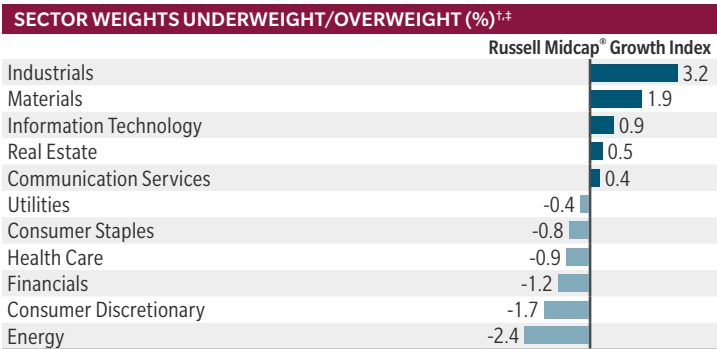 SECTOR WEIGHTS UNDERWEIGHT/OVERWEIGHT (%)†,‡
Russell Midcap® Growth Index
Industrials 3.2
Materials 1.9
Information Technology 0.9
Real Estate 0.5
Communication Services 0.4
Utilities -0.4
Consumer Staples -0.8
Health Care -0.9
Financials -1.2
Consumer Discretionary -1.7
Energy -2.4